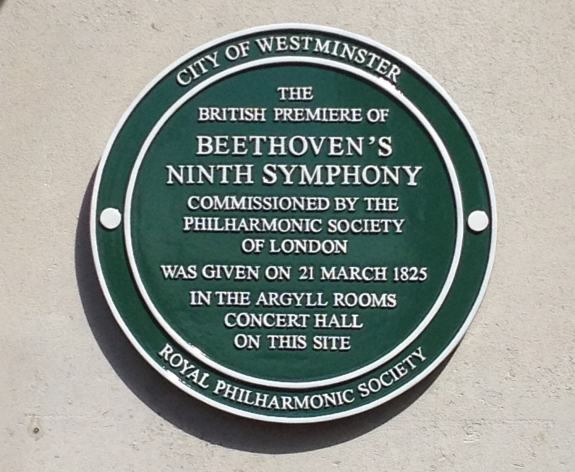 CITY OF WESTMINSTER
THE
BRITISH PREMIERE OF
BEETHOVEN'S
NINTH SYMPHONY
COMMISSIONED BY THE
PHILHARMONIC SOCIETY
OF LONDON
WAS GIVEN ON 21 MARCH 1825
IN THE ARGYLL ROOMS
CONCERT HALL
ON THIS SITE
ROYAL PHILHARMONIC SOCIETY